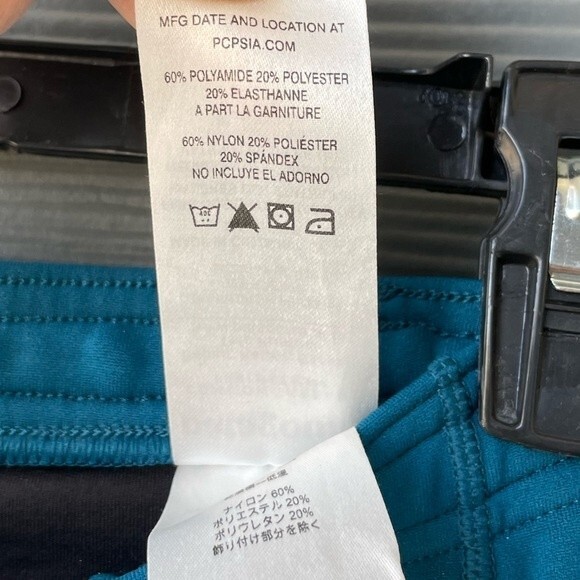 MFG DATE AND LOCATION AT
PCPSIA.COM
60% POLYAMIDE 20% POLYESTER
20% ELASTHANNE
A PART LA GARNITURE
60% NYLON 20% POLIÉSTER
20% SPÁNDEX
NO INCLUYE EL ADORNO
40C
ナイロン 60%
ポリエステル 20%
ポリウレタン 20%
飾り付け部分を除く